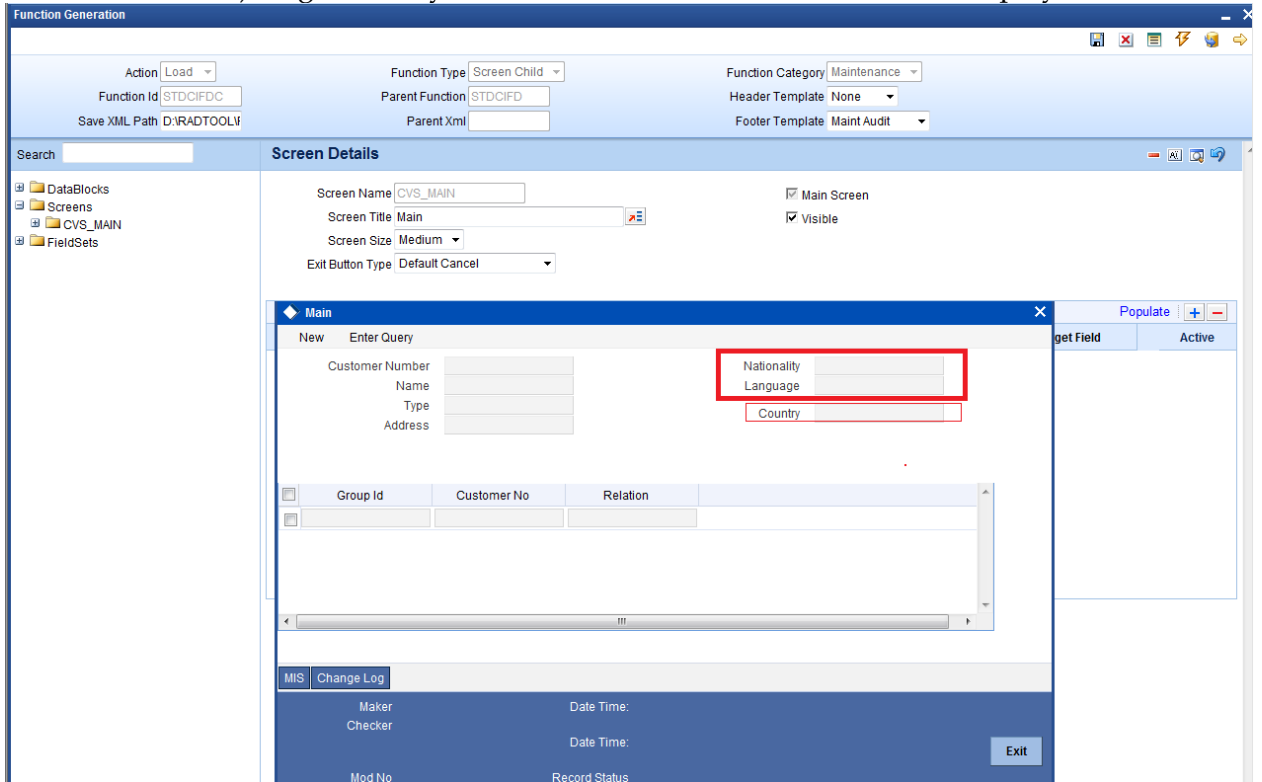 Function Generation
Action Load Function Type Screen Child Function Category Maintenance
Function Id STDCIFDC Parent Function STDCIFD Header Template None
Save XML Path D:\RADTOOL\ Parent Xml Footer Template Maint Audit
Search Screen Details
DataBlocks
Screens
CVS_MAIN
FieldSets
Screen Name CVS_MAIN Main Screen
Screen Title Main Visible
Screen Size Medium
Exit Button Type Default Cancel
Main Populate
New Enter Query get Field Active
Customer Number Nationality
Name Language
Type Country
Address
Group Id Customer No Relation
MIS Change Log
Maker Date Time:
Checker
Date Time:
Exit
Mod No Record Status